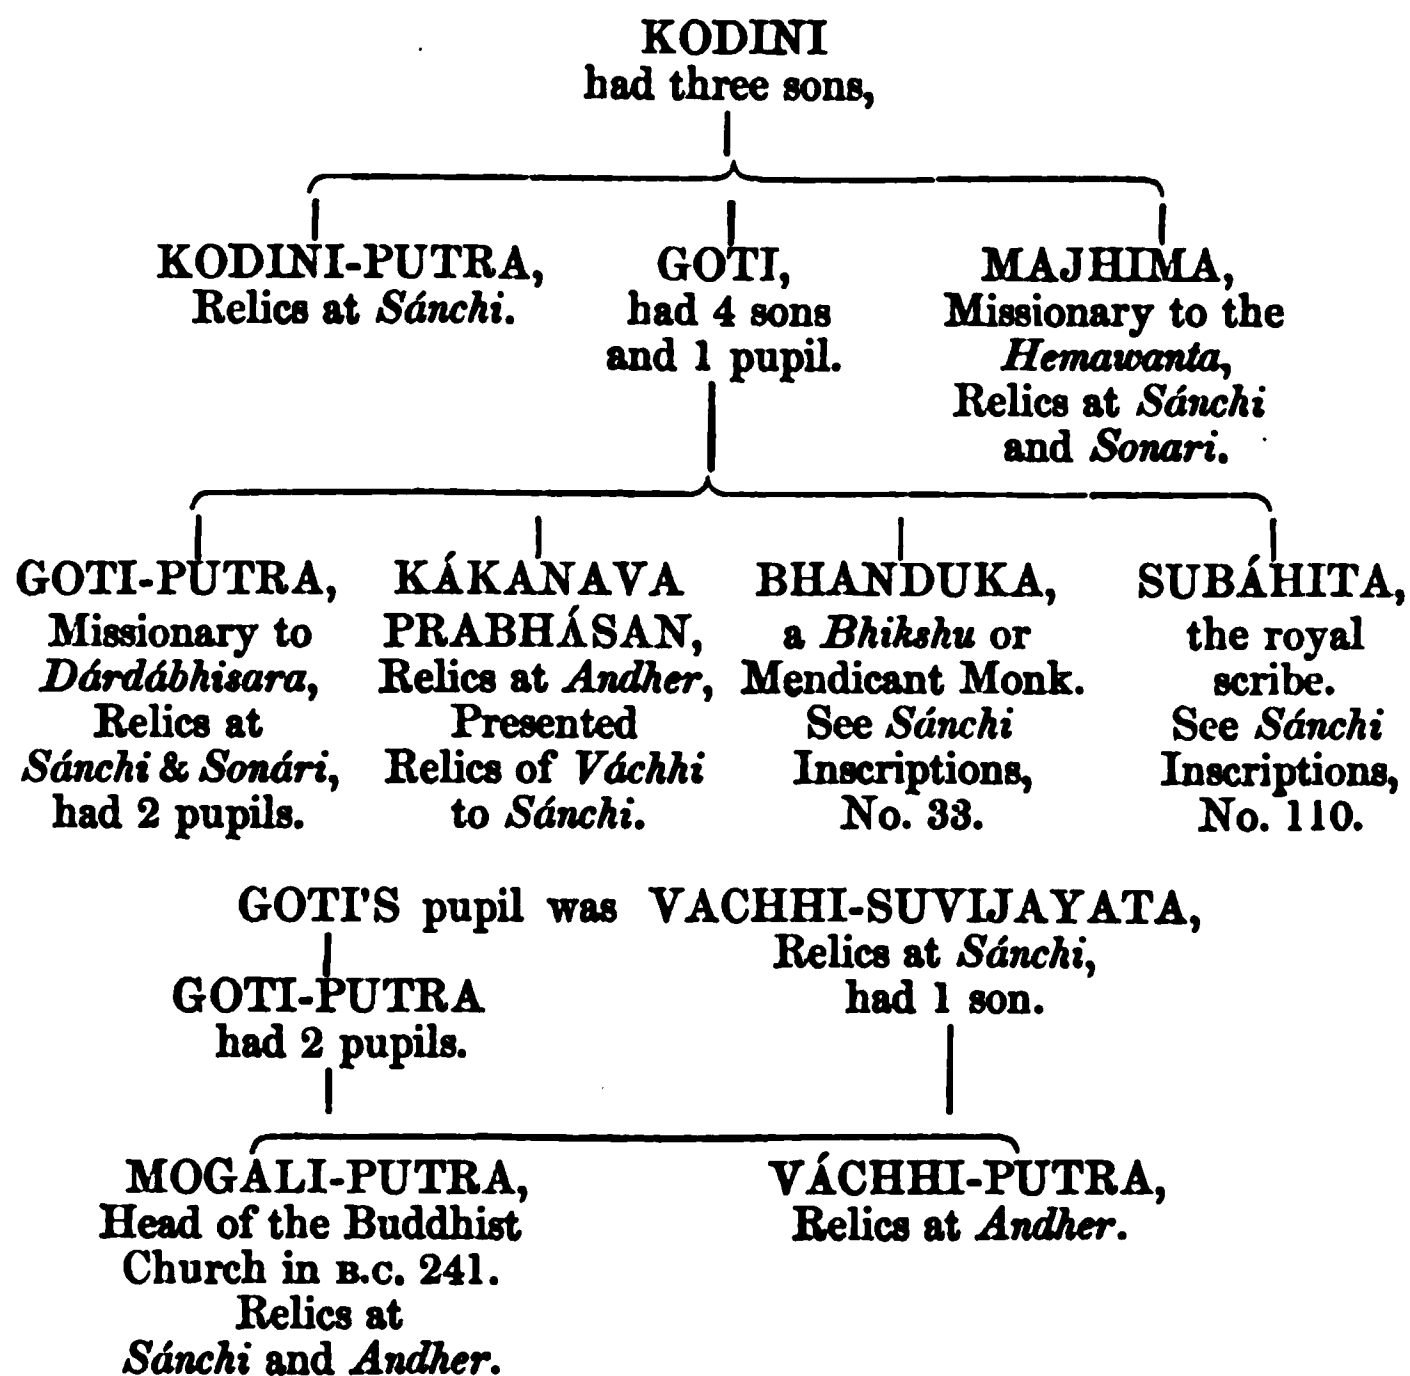 KODINI
had three sons,
KODINI-PUTRA,
Relics at Sánchi.
GOTI,
had 4 sons
and 1 pupil.
MAJHIMA,
Missionary to the
Hemawanta,
Relics at Sánchi
and Sonari.
GOTI-PUTRA,
Missionary to
Dárdábhisara,
Relics at
Sánchi & Sonári,
had 2 pupils.
KÁKANAVA
PRABHÁSAN,
Relics at Andher,
Presented
Relics of Váchhi
to Sánchi.
BHANDUKA,
a Bhikshu or
Mendicant Monk.
See Sánchi
Inscriptions,
No. 33.
SUBÁHITA,
the royal
scribe.
See Sánchi
Inscriptions,
No. 110.
GOTI'S pupil was VACHHI-SUVIJAYATA,
Relics at Sánchi,
had 1 son.
GOTI-PUTRA
had 2 pupils.
MOGALI-PUTRA,
Head of the Buddhist
Church in B.C. 241.
Relics at
Sánchi and Andher.
VÁCHHI-PUTRA,
Relics at Andher.